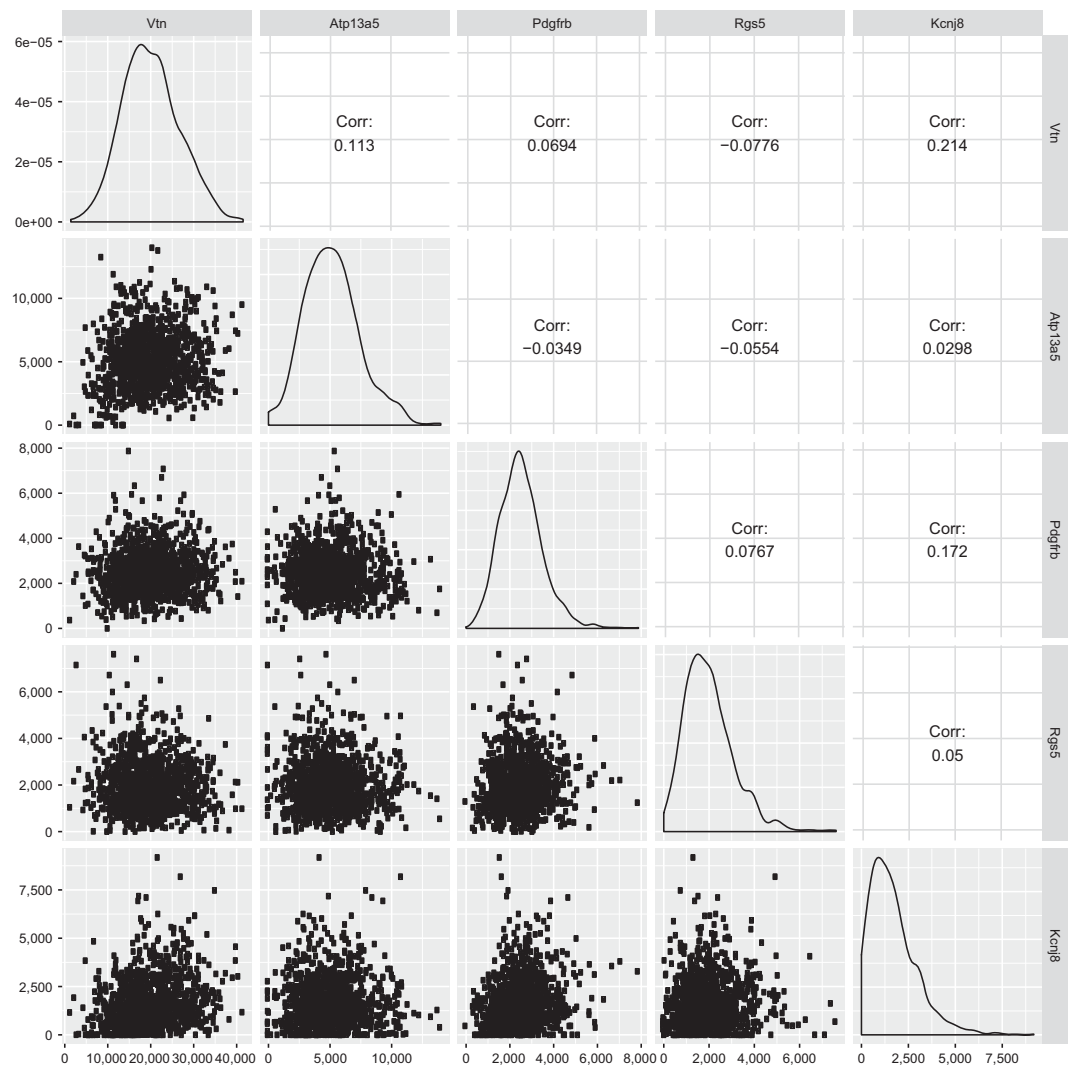 Vtn Atp13a5 Pdgfrb Rgs5 Kcnj8
6e−05
4e−05
2e−05
0e+00
Corr:
0.113
Corr:
0.0694
Corr:
−0.0776
Corr:
0.214
Vtn
10,000
5,000
0
Corr:
−0.0349
Corr:
−0.0554
Corr:
0.0298
Atp13a5
8,000
6,000
4,000
2,000
0
Corr:
0.0767
Corr:
0.172
Pdgfrb
6,000
4,000
2,000
0
Corr:
0.05
Rgs5
7,500
5,000
2,500
0
Kcnj8
0 10,000 20,000 30,000 40,000 0 5,000 10,000 0 2,000 4,000 6,000 8,000 0 2,000 4,000 6,000 0 2,500 5,000 7,500